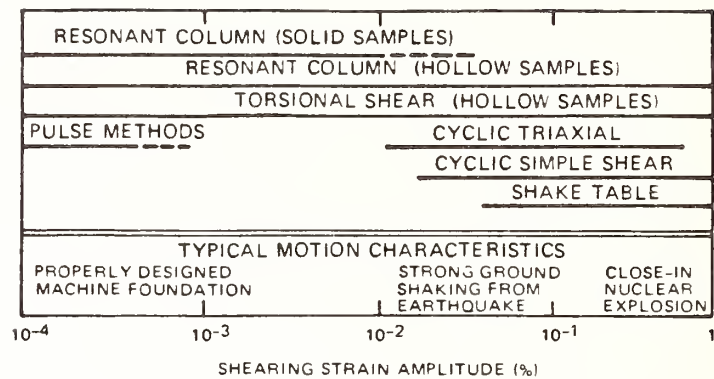 RESONANT COLUMN (SOLID SAMPLES)
RESONANT COLUMN (HOLLOW SAMPLES)
TORSIONAL SHEAR (HOLLOW SAMPLES)
PULSE METHODS
CYCLIC TRIAXIAL
CYCLIC SIMPLE SHEAR
SHAKE TABLE
TYPICAL MOTION CHARACTERISTICS
PROPERLY DESIGNED
MACHINE FOUNDATION
STRONG GROUND
SHAKING FROM
EARTHQUAKE
CLOSE-IN
NUCLEAR
EXPLOSION
10⁻⁴ 10⁻³ 10⁻² 10⁻¹ 1
SHEARING STRAIN AMPLITUDE (%)